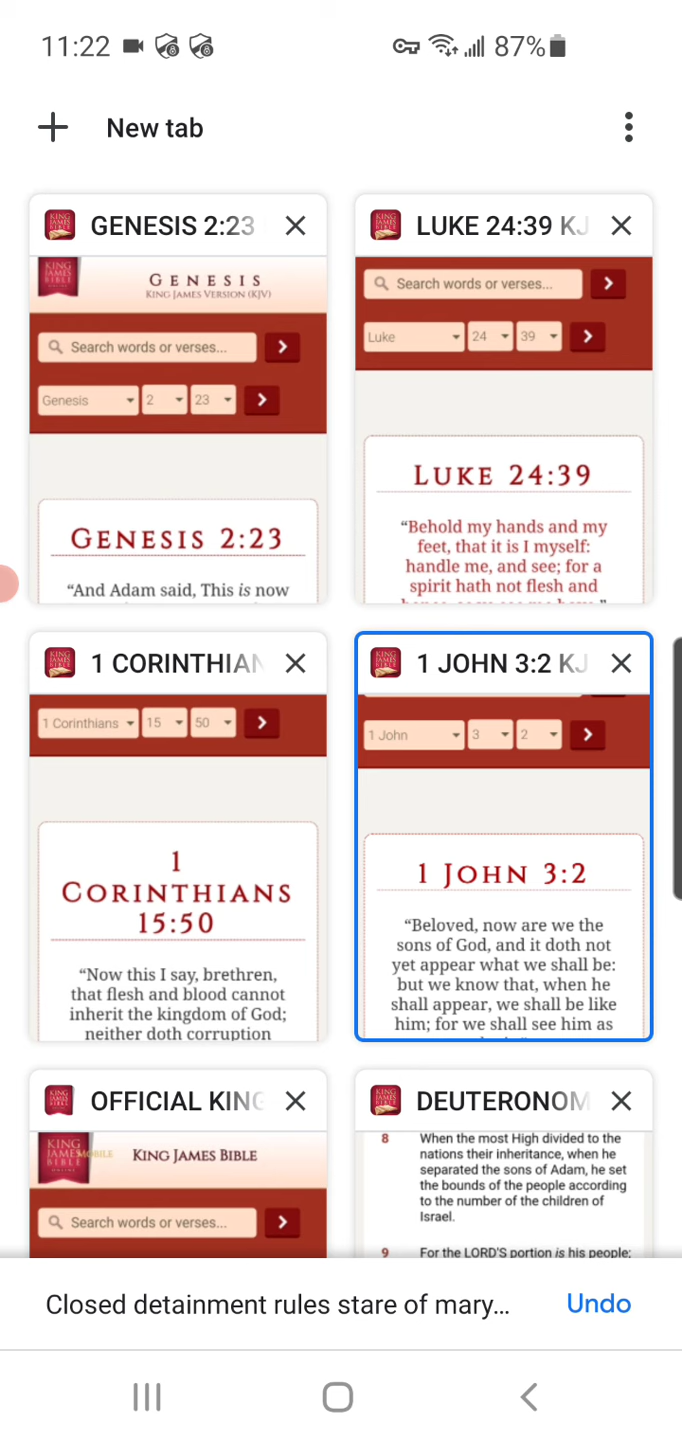 11:22 87%
New tab
GENESIS 2:23
KING JAMES BIBLE
GENESIS
KING JAMES VERSION (KJV)
Search words or verses...
Genesis 2 23
GENESIS 2:23
“And Adam said, This is now
LUKE 24:39 KJ
Search words or verses...
Luke 24 39
LUKE 24:39
“Behold my hands and my
feet, that it is I myself:
handle me, and see; for a
spirit hath not flesh and
1 CORINTHIAN
1 Corinthians 15 50
1
CORINTHIANS
15:50
“Now this I say, brethren,
that flesh and blood cannot
inherit the kingdom of God;
neither doth corruption
1 JOHN 3:2 KJ
1 John 3 2
1 JOHN 3:2
“Beloved, now are we the
sons of God, and it doth not
yet appear what we shall be:
but we know that, when he
shall appear, we shall be like
him; for we shall see him as
OFFICIAL KING
KING JAMES BIBLE ONLINE
MOBILE
KING JAMES BIBLE
Search words or verses...
DEUTERONOM
8 When the most High divided to the
nations their inheritance, when he
separated the sons of Adam, he set
the bounds of the people according
to the number of the children of
Israel.
9 For the LORD'S portion is his people;
Closed detainment rules stare of mary... Undo